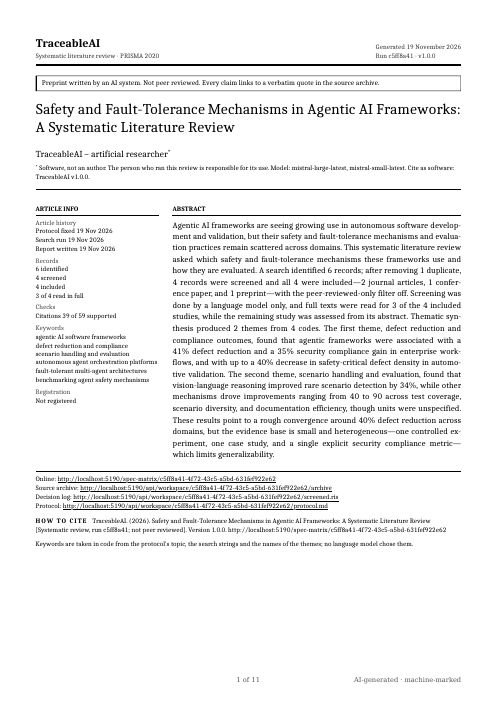 TraceableAI
Systematic literature review · PRISMA 2020
Generated 19 November 2026
Run c5ff8a41 · v1.0.0
Preprint written by an AI system. Not peer reviewed. Every claim links to a verbatim quote in the source archive.
Safety and Fault-Tolerance Mechanisms in Agentic AI Frameworks:
A Systematic Literature Review
TraceableAI – artificial researcher*
* Software, not an author. The person who ran this review is responsible for its use. Model: mistral-large-latest, mistral-small-latest. Cite as software:
TraceableAI v1.0.0.
ARTICLE INFO
Article history
Protocol fixed 19 Nov 2026
Search run 19 Nov 2026
Report written 19 Nov 2026
Records
6 identified
4 screened
4 included
3 of 4 read in full
Checks
Citations 39 of 59 supported
Keywords
agentic AI software frameworks
defect reduction and compliance
scenario handling and evaluation
autonomous agent orchestration platforms
fault-tolerant multi-agent architectures
benchmarking agent safety mechanisms
Registration
Not registered
ABSTRACT
Agentic AI frameworks are seeing growing use in autonomous software develop-
ment and validation, but their safety and fault-tolerance mechanisms and evalua-
tion practices remain scattered across domains. This systematic literature review
asked which safety and fault-tolerance mechanisms these frameworks use and
how they are evaluated. A search identified 6 records; after removing 1 duplicate,
4 records were screened and all 4 were included—2 journal articles, 1 confer-
ence paper, and 1 preprint—with the peer-reviewed-only filter off. Screening was
done by a language model only, and full texts were read for 3 of the 4 included
studies, while the remaining study was assessed from its abstract. Thematic syn-
thesis produced 2 themes from 4 codes. The first theme, defect reduction and
compliance outcomes, found that agentic frameworks were associated with a
41% defect reduction and a 35% security compliance gain in enterprise work-
flows, and with up to a 40% decrease in safety-critical defect density in automo-
tive validation. The second theme, scenario handling and evaluation, found that
vision-language reasoning improved rare scenario detection by 34%, while other
mechanisms drove improvements ranging from 40 to 90 across test coverage,
scenario diversity, and documentation efficiency, though units were unspecified.
These results point to a rough convergence around 40% defect reduction across
domains, but the evidence base is small and heterogeneous—one controlled ex-
periment, one case study, and a single explicit security compliance metric—
which limits generalizability.
Online: http://localhost:5190/spec-matrix/c5ff8a41-4f72-43c5-a5bd-631fef922e62
Source archive: http://localhost:5190/api/workspace/c5ff8a41-4f72-43c5-a5bd-631fef922e62/archive
Decision log: http://localhost:5190/api/workspace/c5ff8a41-4f72-43c5-a5bd-631fef922e62/screened.ris
Protocol: http://localhost:5190/api/workspace/c5ff8a41-4f72-43c5-a5bd-631fef922e62/protocol.md
HOW TO CITE TraceableAI. (2026). Safety and Fault-Tolerance Mechanisms in Agentic AI Frameworks: A Systematic Literature Review
[Systematic review, run c5ff8a41; not peer reviewed]. Version 1.0.0. http://localhost:5190/spec-matrix/c5ff8a41-4f72-43c5-a5bd-631fef922e62
Keywords are taken in code from the protocol's topic, the search strings and the names of the themes; no language model chose them.
1 of 11
AI-generated · machine-marked